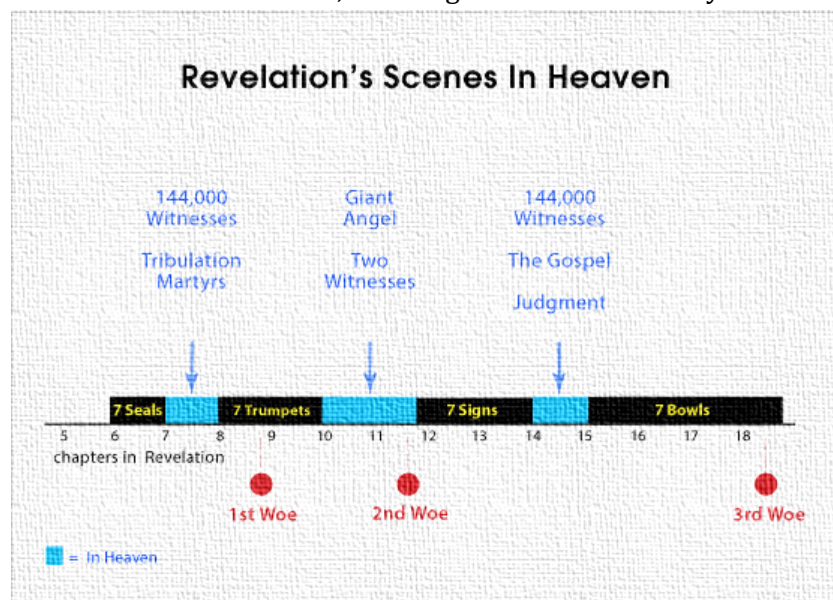 Revelation's Scenes In Heaven
144,000
Witnesses
Tribulation
Martyrs
Giant
Angel
Two
Witnesses
144,000
Witnesses
The Gospel
Judgment
7 Seals
7 Trumpets
7 Signs
7 Bowls
5 6 7 8 9 10 11 12 13 14 15 16 17 18
chapters in Revelation
1st Woe
2nd Woe
3rd Woe
= In Heaven